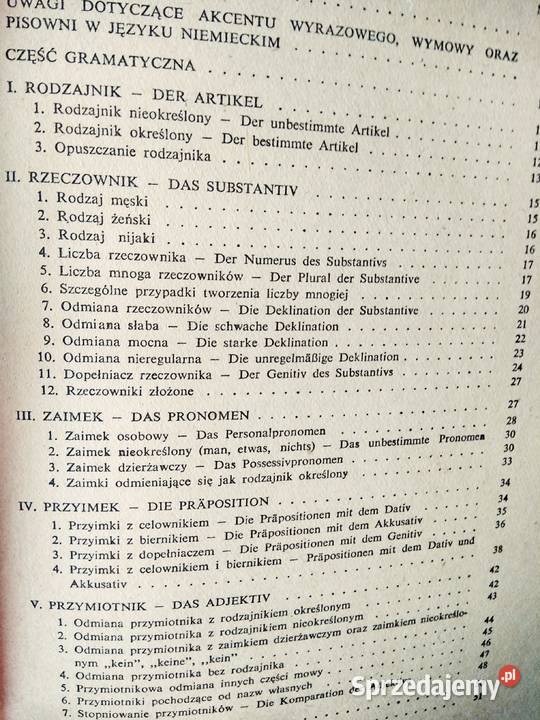 UWAGI DOTYCZĄCE AKCENTU WYRAZOWEGO, WYMOWY ORAZ
PISOWNI W JĘZYKU NIEMIECKIM
CZĘŚĆ GRAMATYCZNA
I. RODZAJNIK – DER ARTIKEL
1. Rodzajnik nieokreślony – Der unbestimmte Artikel
2. Rodzajnik określony – Der bestimmte Artikel
3. Opuszczanie rodzajnika 12
II. RZECZOWNIK – DAS SUBSTANTIV 15
1. Rodzaj męski 15
2. Rodzaj żeński 15
3. Rodzaj nijaki 16
4. Liczba rzeczownika – Der Numerus des Substantivs 16
5. Liczba mnoga rzeczowników – Der Plural der Substantive 17
6. Szczególne przypadki tworzenia liczby mnogiej 19
7. Odmiana rzeczowników – Die Deklination der Substantive 20
8. Odmiana słaba – Die schwache Deklination 21
9. Odmiana mocna – Die starke Deklination 22
10. Odmiana nieregularna – Die unregelmäßige Deklination 23
11. Dopełniacz rzeczownika – Der Genitiv des Substantivs 24
12. Rzeczowniki złożone 27
III. ZAIMEK – DAS PRONOMEN 27
1. Zaimek osobowy – Das Personalpronomen 28
2. Zaimek nieokreślony (man, etwas, nichts) – Das unbestimmte Pronomen 30
3. Zaimek dzierżawczy – Das Possessivpronomen 30
4. Zaimki odmieniające się jak rodzajnik określony 33
IV. PRZYIMEK – DIE PRÄPOSITION 34
1. Przyimki z celownikiem – Die Präpositionen mit dem Dativ 34
2. Przyimki z biernikiem – Die Präpositionen mit dem Akkusativ 35
3. Przyimki z dopełniaczem – Die Präpositionen mit dem Genitiv 36
4. Przyimki z celownikiem i biernikiem – Präpositionen mit dem Dativ und
Akkusativ 38
V. PRZYMIOTNIK – DAS ADJEKTIV 42
1. Odmiana przymiotnika z rodzajnikiem określonym 42
2. Odmiana przymiotnika z rodzajnikiem nieokreślonym 43
3. Odmiana przymiotnika z zaimkiem dzierżawczym oraz zaimkiem nieokreślo-
nym „kein", „keine", „kein" 44
4. Odmiana przymiotnika bez rodzajnika 45
5. Przymiotnikowa odmiana innych części mowy 46
6. Przymiotniki pochodzące od nazw własnych 47
7. Stopniowanie przymiotników – Die Komparation 48
Sprzedajemy.pl